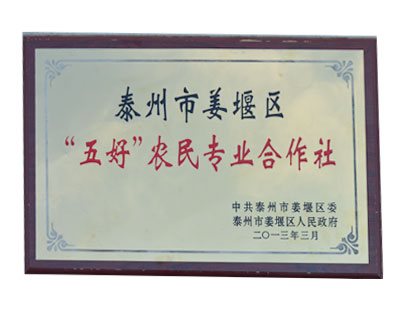 泰州市姜堰区
“五好”农民专业合作社
中共泰州市姜堰区委
泰州市姜堰区人民政府
二〇一三年三月